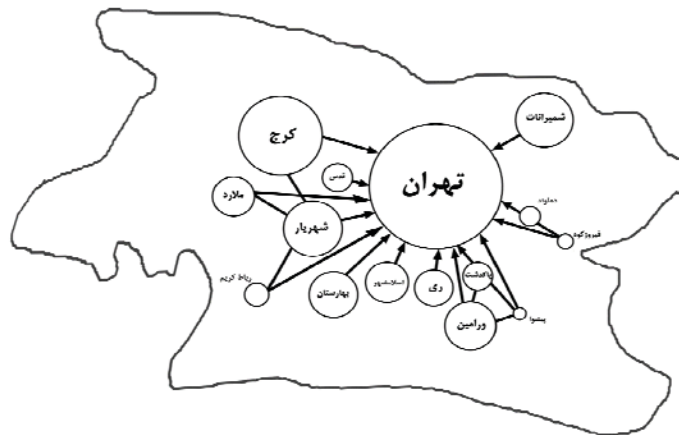 شمیرانات
کرج
تهران
قدس
ملارد
دماوند
شهریار
فیروزکوه
رباط کریم
بهارستان
اسلامشهر
ری
پاکدشت
ورامین
پیشوا